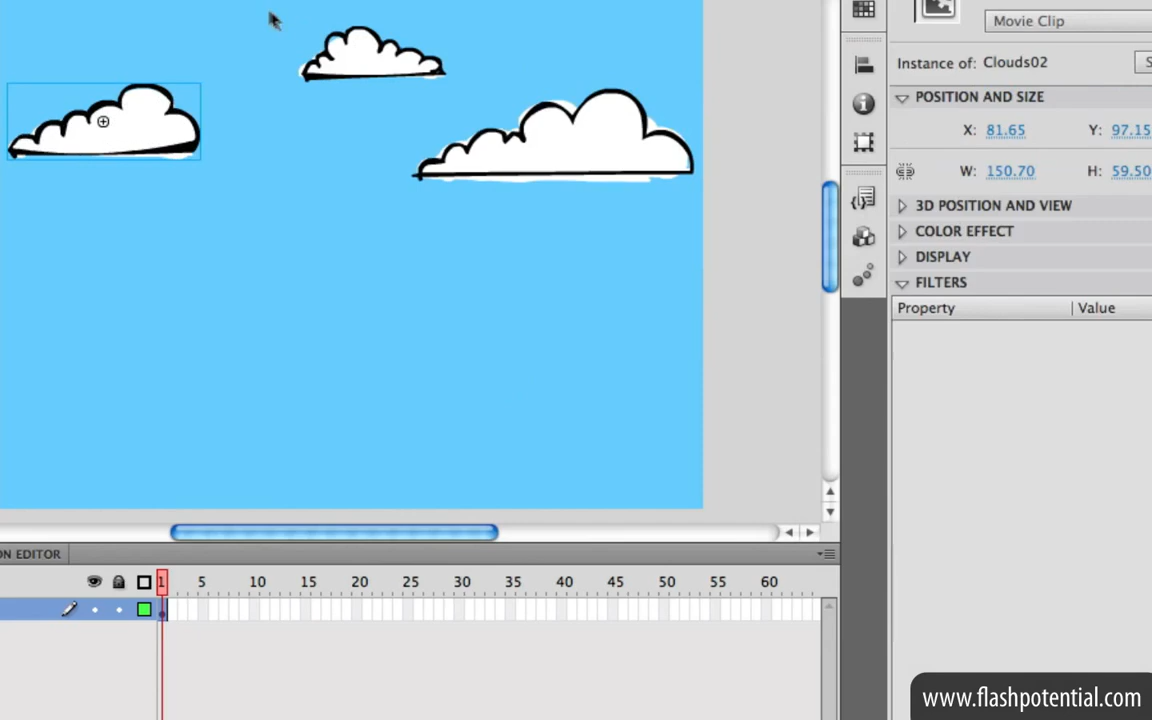 Movie Clip
Instance of: Clouds02
S
POSITION AND SIZE
X: 81.65 Y: 97.15
W: 150.70 H: 59.50
3D POSITION AND VIEW
COLOR EFFECT
DISPLAY
FILTERS
Property Value
ON EDITOR
1 5 10 15 20 25 30 35 40 45 50 55 60
www.flashpotential.com